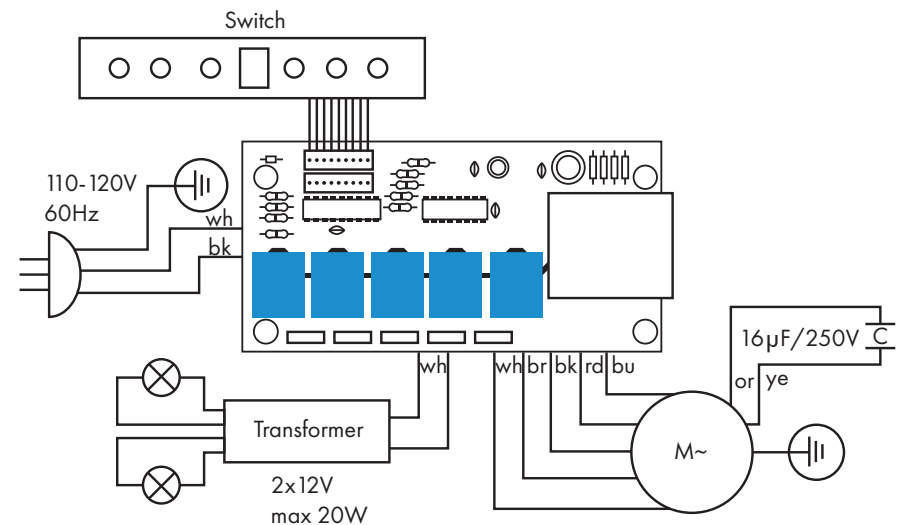 Switch
110-120V
60Hz
wh
bk
16µF/250V
C
wh
wh br bk rd bu
or ye
Transformer
M~
2x12V
max 20W